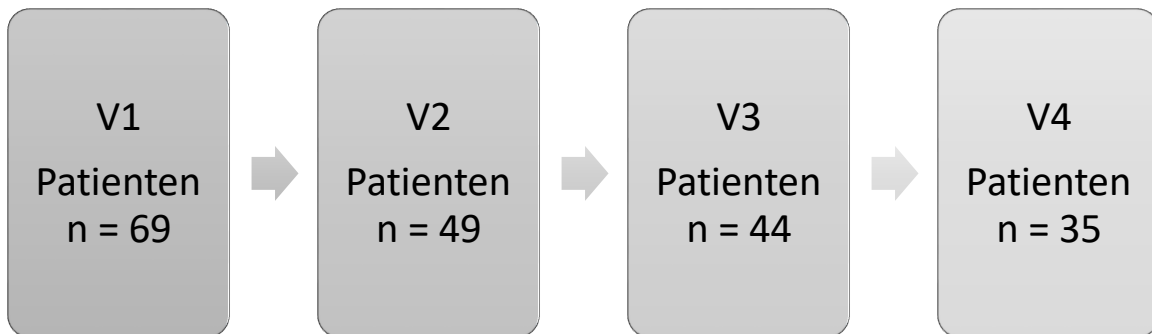 V1
Patienten
n = 69
V2
Patienten
n = 49
V3
Patienten
n = 44
V4
Patienten
n = 35